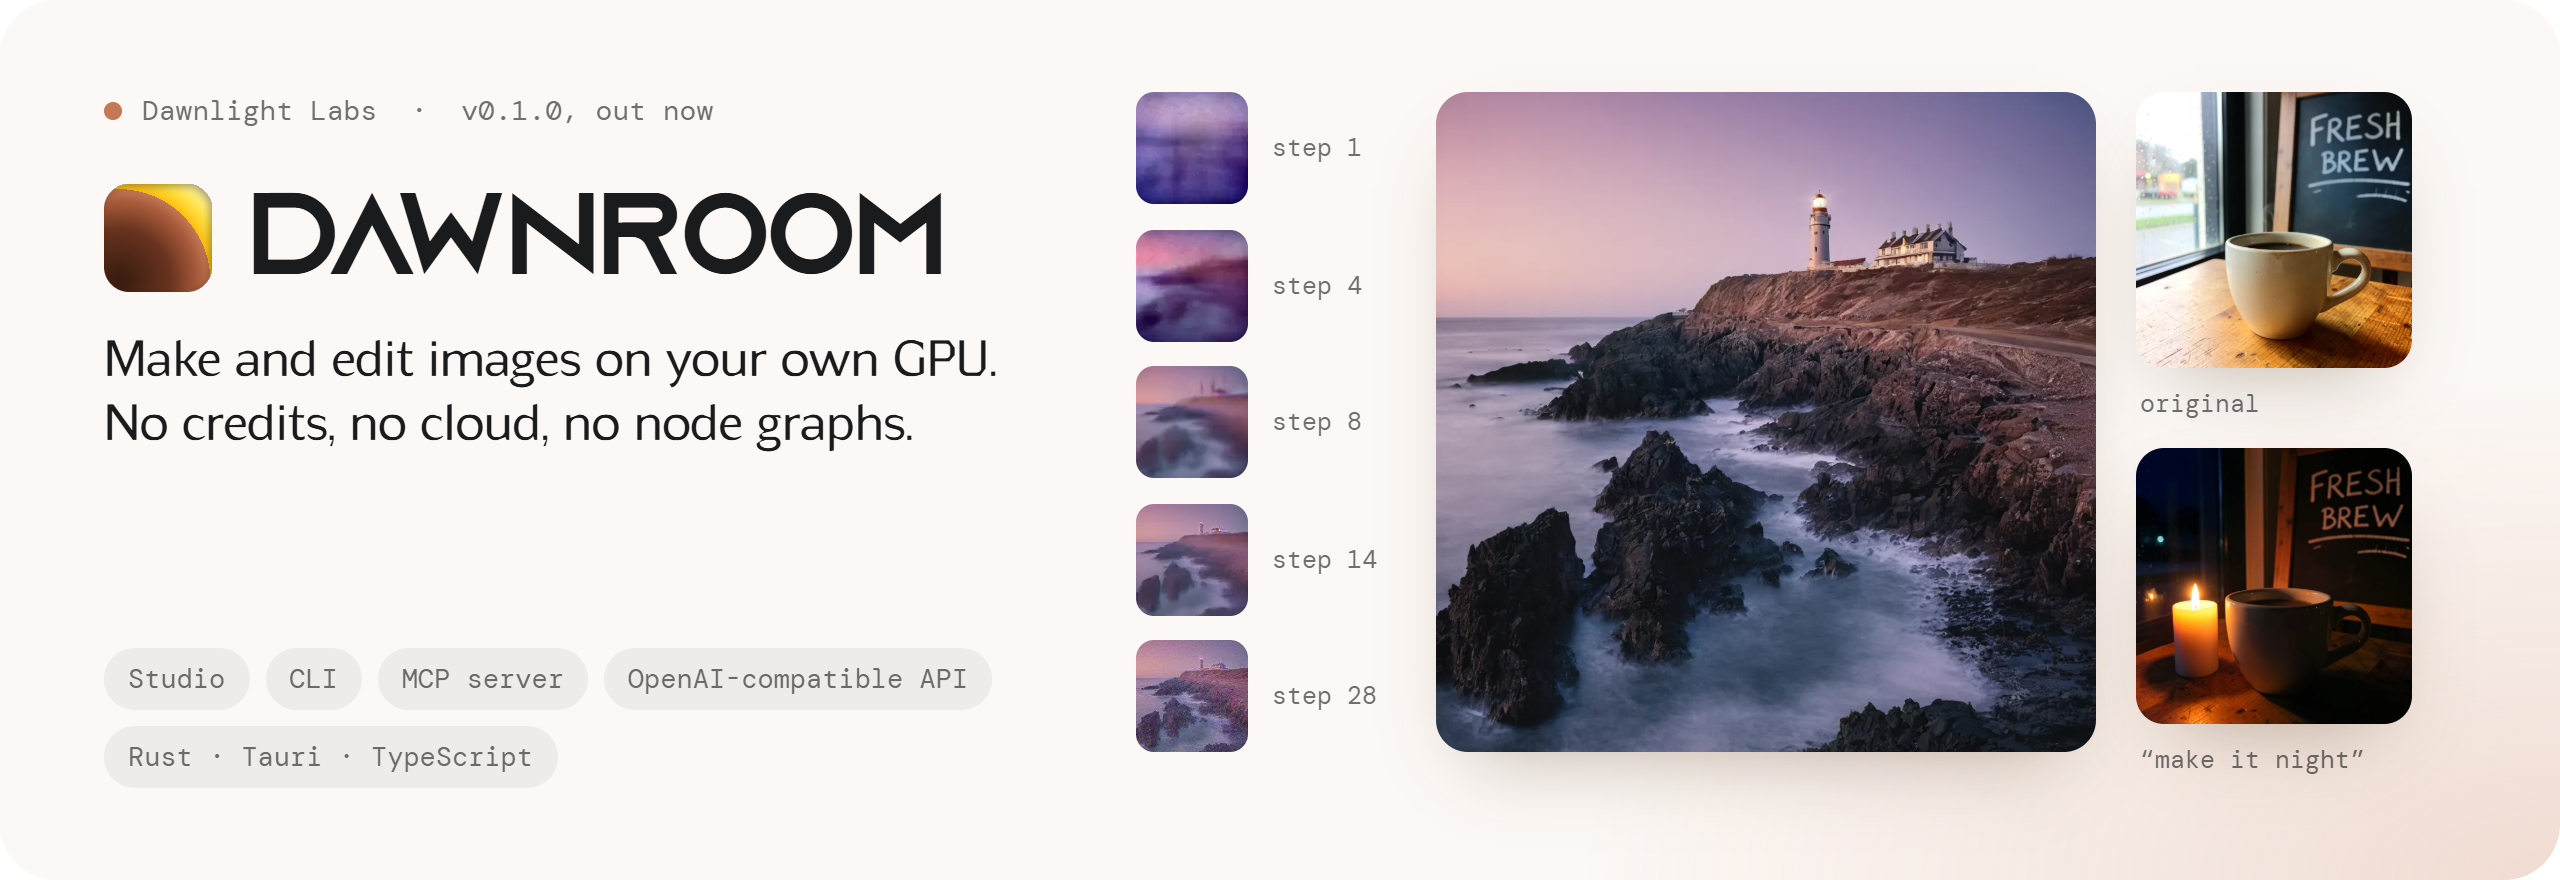 Dawnlight Labs · v0.1.0, out now
DAWNROOM
Make and edit images on your own GPU.
No credits, no cloud, no node graphs.
Studio
CLI
MCP server
OpenAI-compatible API
Rust · Tauri · TypeScript
step 1
step 4
step 8
step 14
step 28
FRESH
BREW
original
FRESH
BREW
“make it night”